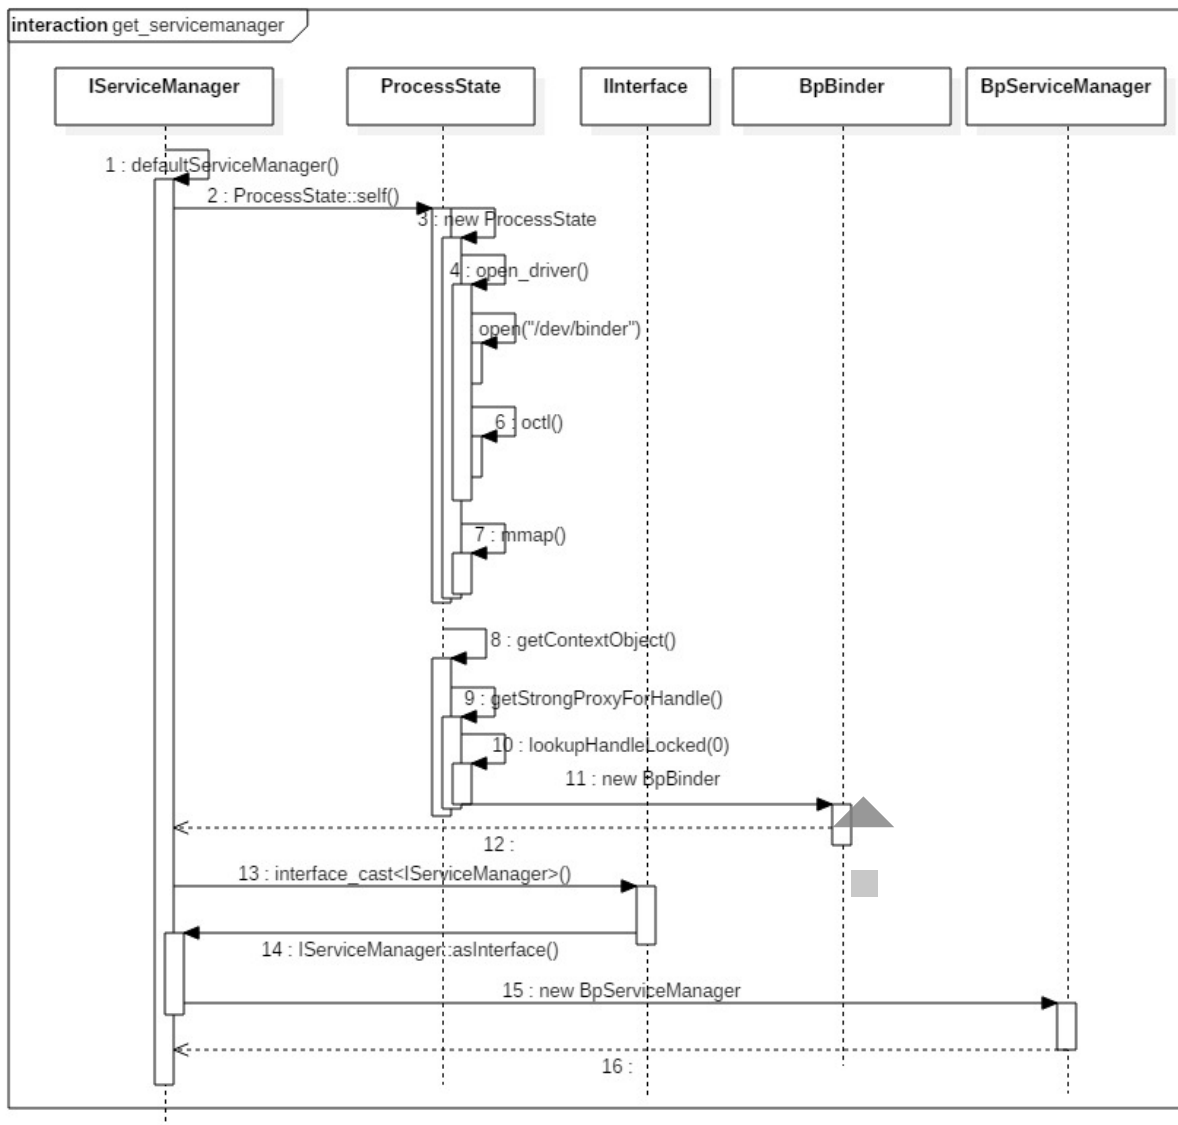 interaction get_servicemanager
IServiceManager
ProcessState
IInterface
BpBinder
BpServiceManager
1 : defaultServiceManager()
2 : ProcessState::self()
3 : new ProcessState
4 : open_driver()
open("/dev/binder")
6 : octl()
7 : mmap()
8 : getContextObject()
9 : getStrongProxyForHandle()
10 : lookupHandleLocked(0)
11 : new BpBinder
12 :
13 : interface_cast<IServiceManager>()
14 : IServiceManager::asInterface()
15 : new BpServiceManager
16 :